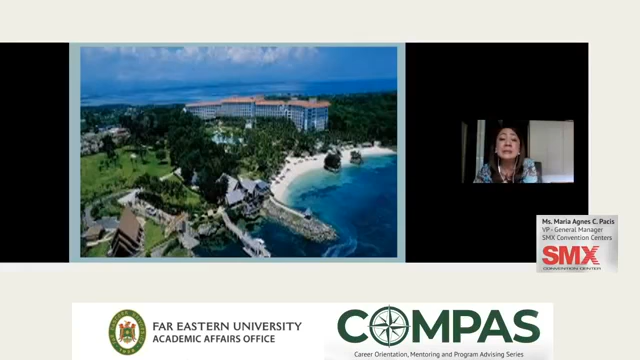 Ms. Maria Agnes C. Pacis
VP - General Manager
SMX Convention Centers
SMX
CONVENTION CENTER
FAR EASTERN UNIVERSITY
ACADEMIC AFFAIRS OFFICE
COMPAS
Career Orientation, Mentoring and Program Advising Series